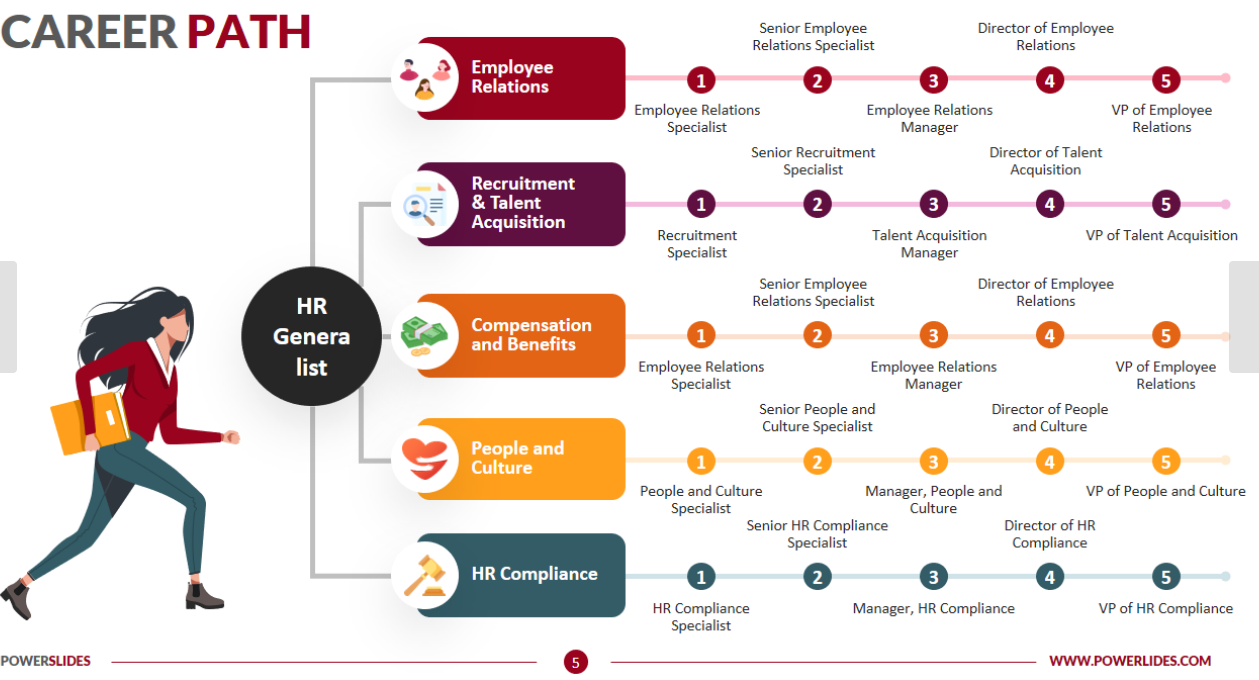 CAREER PATH
HR
Genera
list
Employee
Relations
Senior Employee
Relations Specialist
Director of Employee
Relations
1 2 3 4 5
Employee Relations
Specialist
Employee Relations
Manager
VP of Employee
Relations
Recruitment
& Talent
Acquisition
Senior Recruitment
Specialist
Director of Talent
Acquisition
1 2 3 4 5
Recruitment
Specialist
Talent Acquisition
Manager
VP of Talent Acquisition
Compensation
and Benefits
Senior Employee
Relations Specialist
Director of Employee
Relations
1 2 3 4 5
Employee Relations
Specialist
Employee Relations
Manager
VP of Employee
Relations
People and
Culture
Senior People and
Culture Specialist
Director of People
and Culture
1 2 3 4 5
People and Culture
Specialist
Manager, People and
Culture
VP of People and Culture
HR Compliance
Senior HR Compliance
Specialist
Director of HR
Compliance
1 2 3 4 5
HR Compliance
Specialist
Manager, HR Compliance
VP of HR Compliance
POWERSLIDES
5
WWW.POWERLIDES.COM